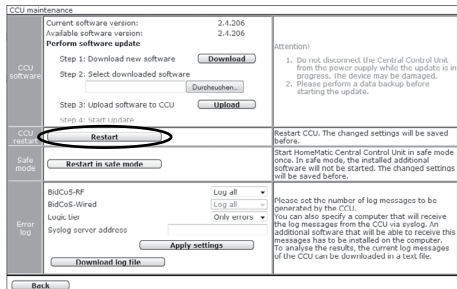 CCU maintenance
CCU software
Current software version: 2.4.206
Available software version: 2.4.206
Perform software update
Step 1: Download new software Download
Step 2: Select downloaded software
Durchsuchen...
Step 3: Upload software to CCU Upload
Step 4: Start Update
Attention!
1. Do not disconnect the Central Control Unit
from the power supply while the update is in
progress. The device may be damaged.
2. Please perform a data backup before
starting the update.
CCU restart
Restart
Restart CCU. The changed settings will be saved
before.
Safe mode
Restart in safe mode
Start HomeMatic Central Control Unit in safe mode
once. In safe mode, the installed additional
software will not be started. The changed settings
will be saved before.
Error log
BidCoS-RF Log all
BidCoS-Wired Log all
Logic tier Only errors
Syslog server address
Apply settings
Download log file
Please set the number of log messages to be
generated by the CCU.
You can also specify a computer that will receive
the log messages from the CCU via syslog. An
additional software that will be able to receive this
messages has to be installed on the computer.
To analyse the results, the current log messages
of the CCU can be downloaded in a text file.
Back